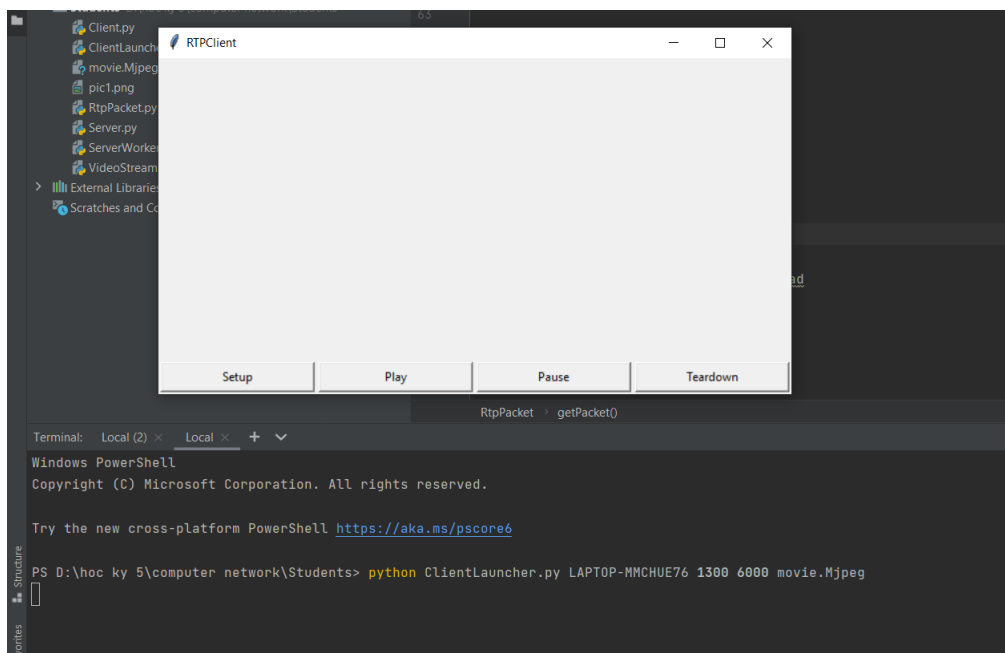 63
Client.py
RTPClient
ClientLaunch
movie.Mjpeg
pic1.png
RtpPacket.py
Server.py
ServerWorker
VideoStream
External Libraries
Scratches and Co
ad
Setup Play Pause Teardown
RtpPacket getPacket()
Terminal: Local (2) Local
Windows PowerShell
Copyright (C) Microsoft Corporation. All rights reserved.
Try the new cross-platform PowerShell https://aka.ms/pscore6
PS D:\hoc ky 5\computer network\Students> python ClientLauncher.py LAPTOP-MMCHUE76 1300 6000 movie.Mjpeg
Structure
vorites